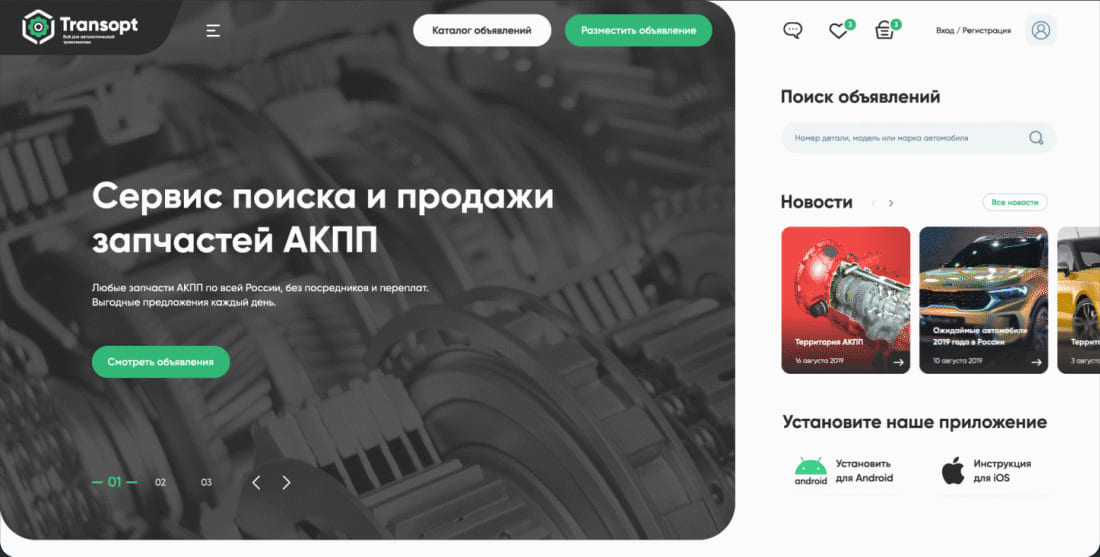 Transopt
Всё для автоматической
трансмиссии
Каталог объявлений
Разместить объявление
3
3
Вход / Регистрация
Сервис поиска и продажи
запчастей АКПП
Любые запчасти АКПП по всей России, без посредников и переплат.
Выгодные предложения каждый день.
Смотреть объявления
01
02
03
Поиск объявлений
Номер детали, модель или марка автомобиля
Новости
Все новости
Территория АКПП
16 августа 2019
Ожидаймые автомобили
2019 года в России
10 августа 2019
Террит
3 август
Установите наше приложение
android
Установить
для Android
Инструкция
для iOS